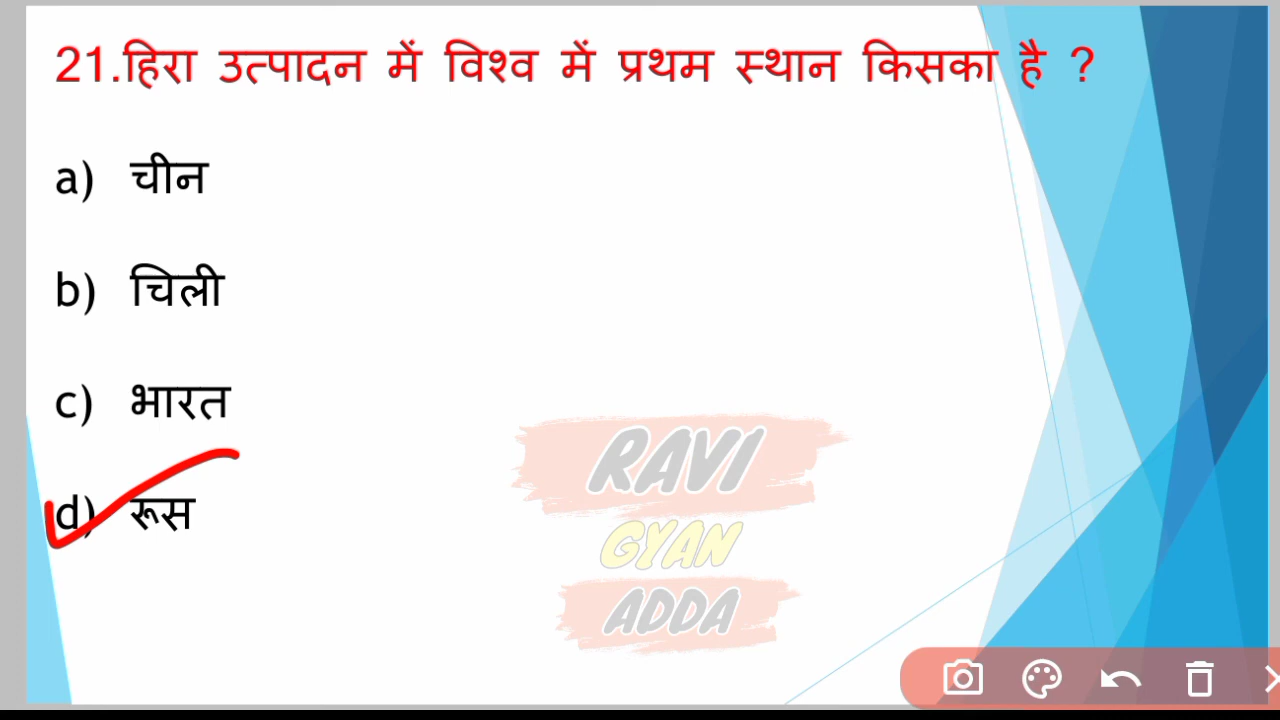 21.हिरा उत्पादन में विश्व में प्रथम स्थान किसका है ?
a) चीन
b) चिली
c) भारत
d) रूस
RAVI
GYAN
ADDA